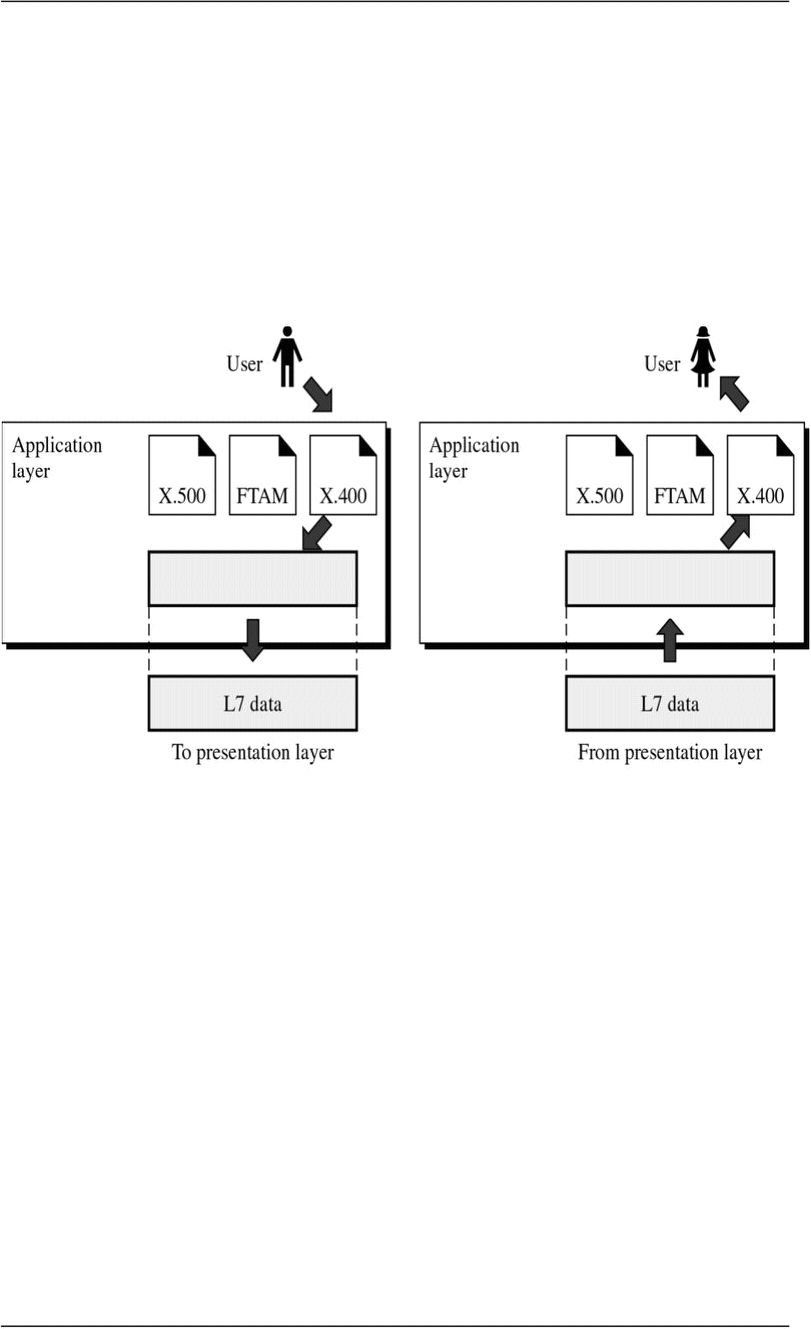 User
Application
layer
X.500
FTAM
X.400
L7 data
To presentation layer
User
Application
layer
X.500
FTAM
X.400
L7 data
From presentation layer